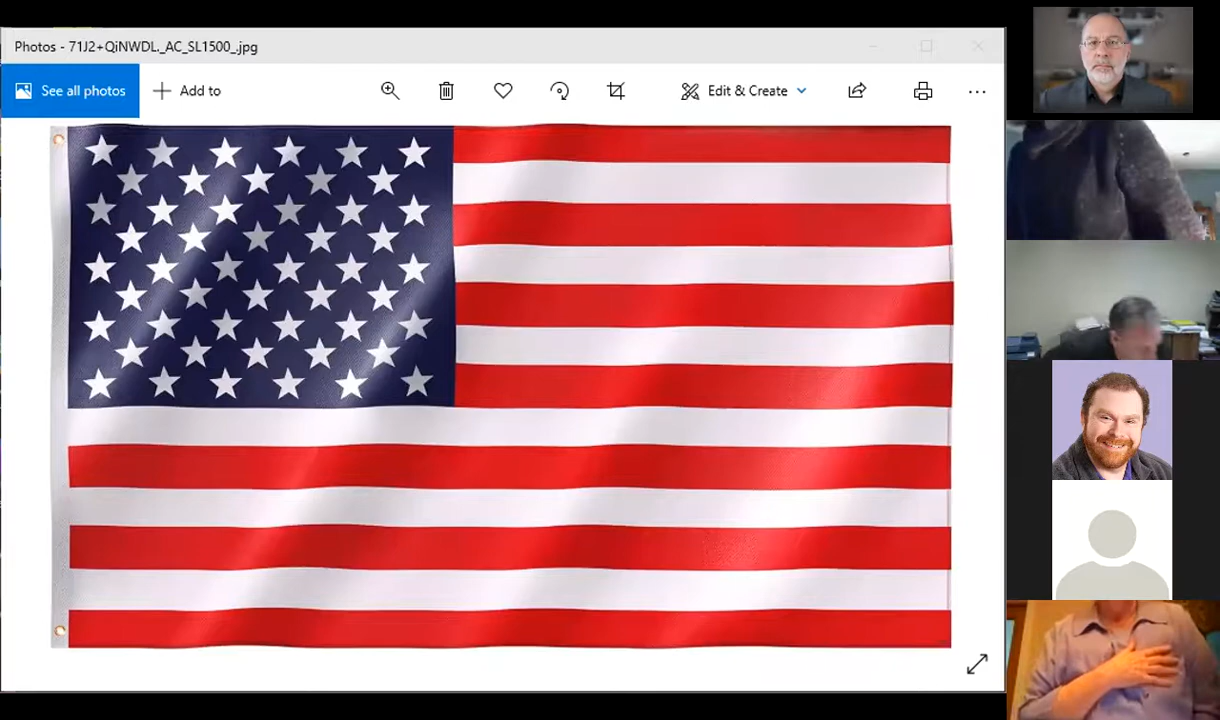 Photos - 71J2+QiNWDL._AC_SL1500_.jpg
See all photos
Add to
Edit & Create